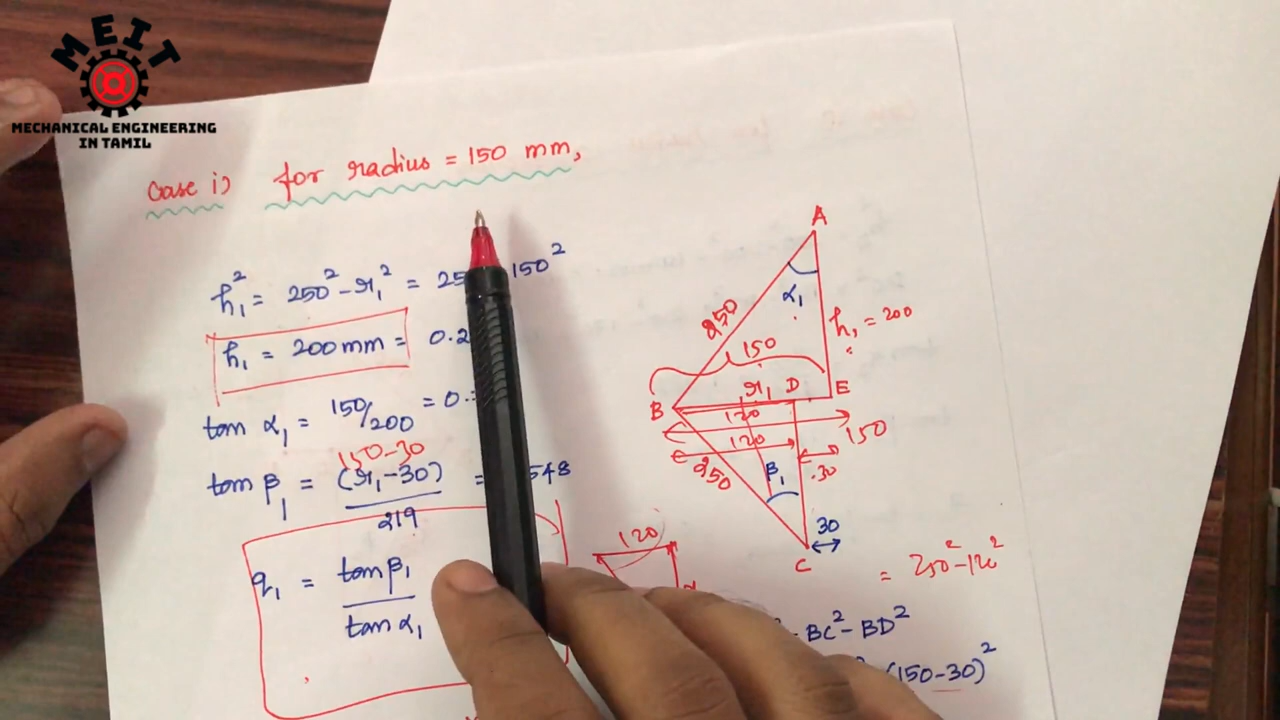 MEIT
MECHANICAL ENGINEERING
IN TAMIL
Case i) for radius = 150 mm,
h₁² = 250² - r₁² = 25 150²
h₁ = 200mm = 0.2
tan α₁ = 150/200 = 0.
150-30
tan β₁ = (r₁-30) = 548
219
q₁ = tan β₁
tan α₁
A
α₁
250
h₁ = 200
150
B
r₁
D
E
120
150
120
30
250
β₁
30
C
120
= 250² - 120²
- BC² - BD²
(150-30)²